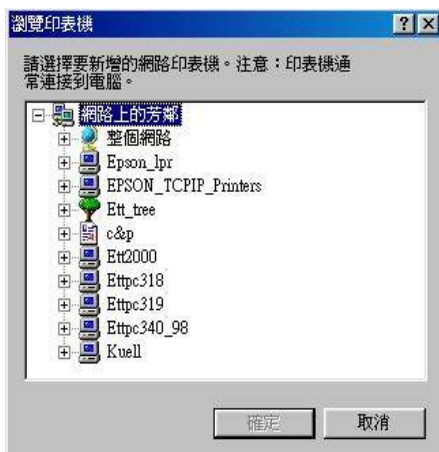 瀏覽印表機
請選擇要新增的網路印表機。注意：印表機通
常連接到電腦。
網路上的芳鄰
整個網路
Epson_lpr
EPSON_TCPIP_Printers
Ett_tree
c&p
Ett2000
Ettpc318
Ettpc319
Ettpc340_98
Kuell
確定
取消